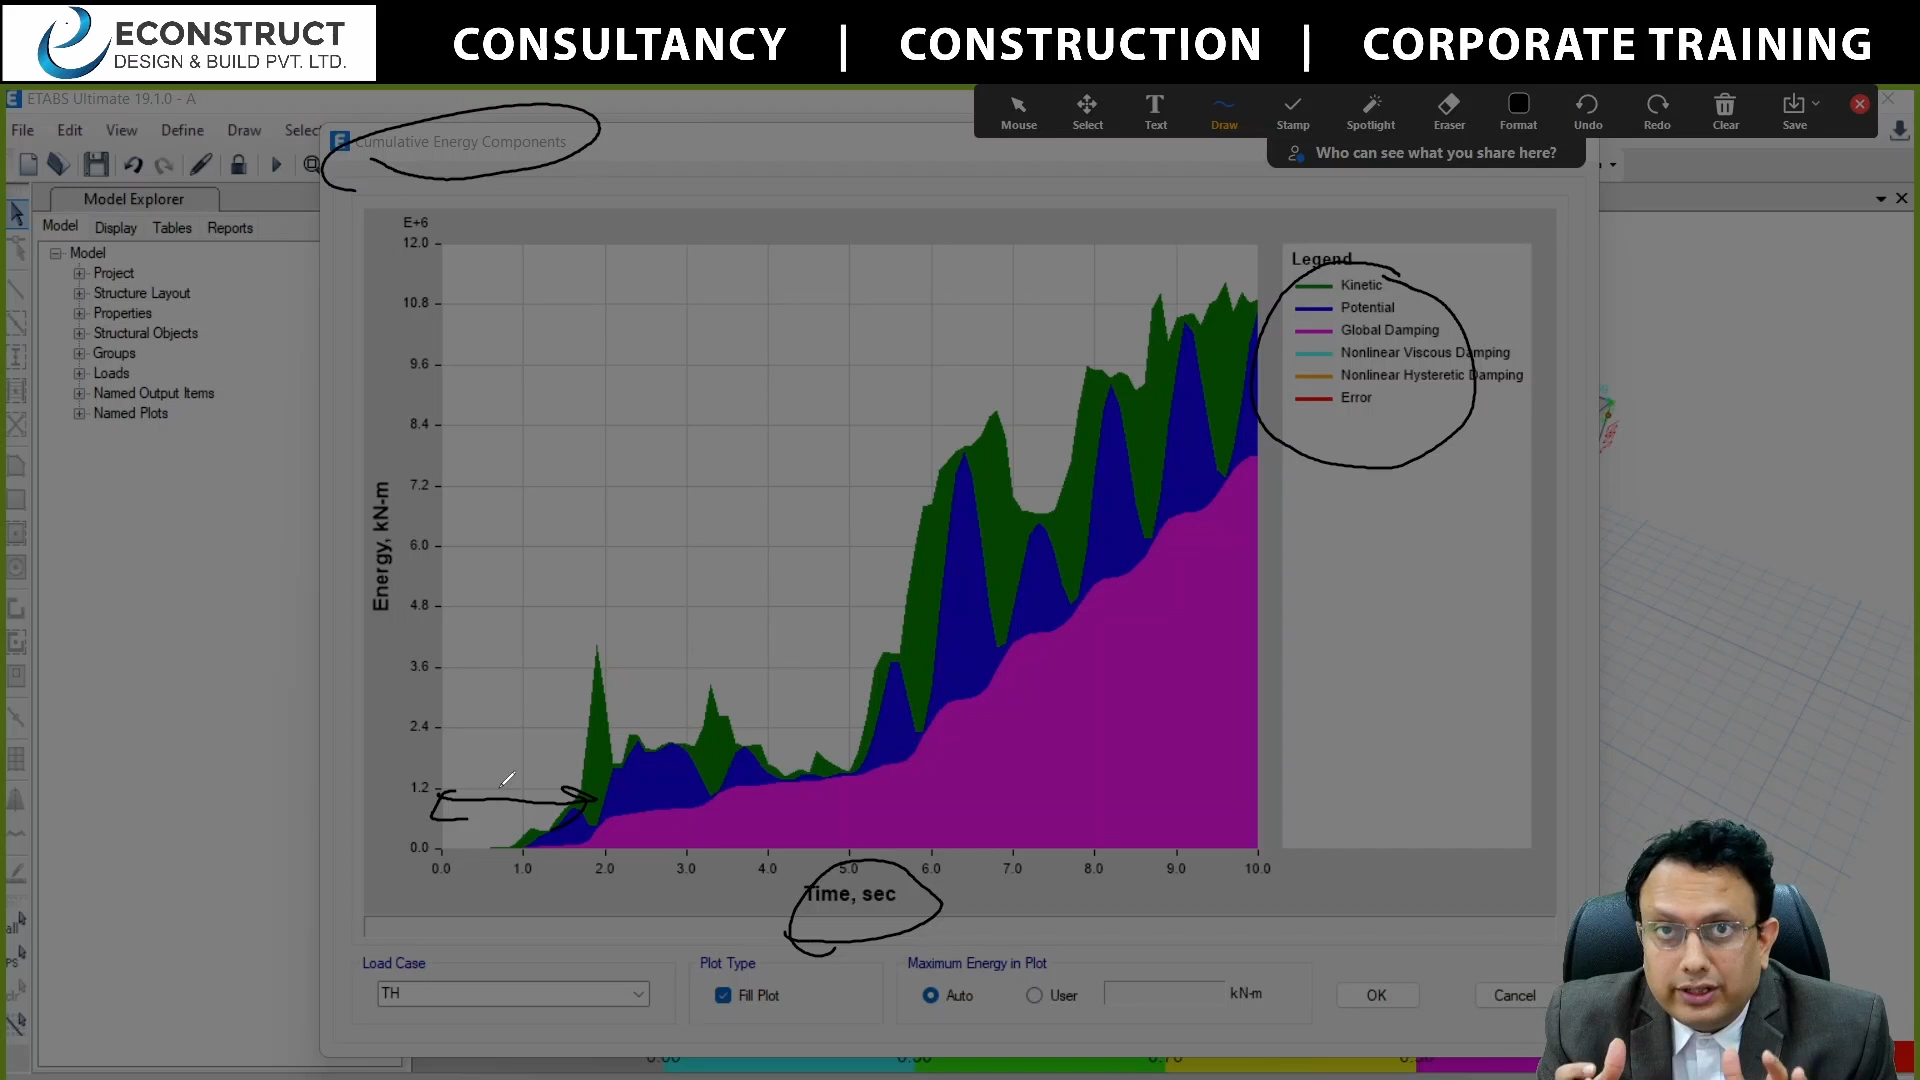 ECONSTRUCT
DESIGN & BUILD PVT. LTD.
CONSULTANCY | CONSTRUCTION | CORPORATE TRAINING
ETABS Ultimate 19.1.0 - A
File Edit View Define Draw Selec
Mouse Select Text Draw Stamp Spotlight Eraser Format Undo Redo Clear Save
Who can see what you share here?
Cumulative Energy Components
Model Explorer
Model Display Tables Reports
Model
Project
Structure Layout
Properties
Structural Objects
Groups
Loads
Named Output Items
Named Plots
E+6
12.0
10.8
9.6
8.4
7.2
6.0
4.8
3.6
2.4
1.2
0.0
Energy, kN-m
0.0 1.0 2.0 3.0 4.0 5.0 6.0 7.0 8.0 9.0 10.0
Time, sec
Legend
Kinetic
Potential
Global Damping
Nonlinear Viscous Damping
Nonlinear Hysteretic Damping
Error
Load Case
TH
Plot Type
Fill Plot
Maximum Energy in Plot
Auto User kN-m
OK Cancel